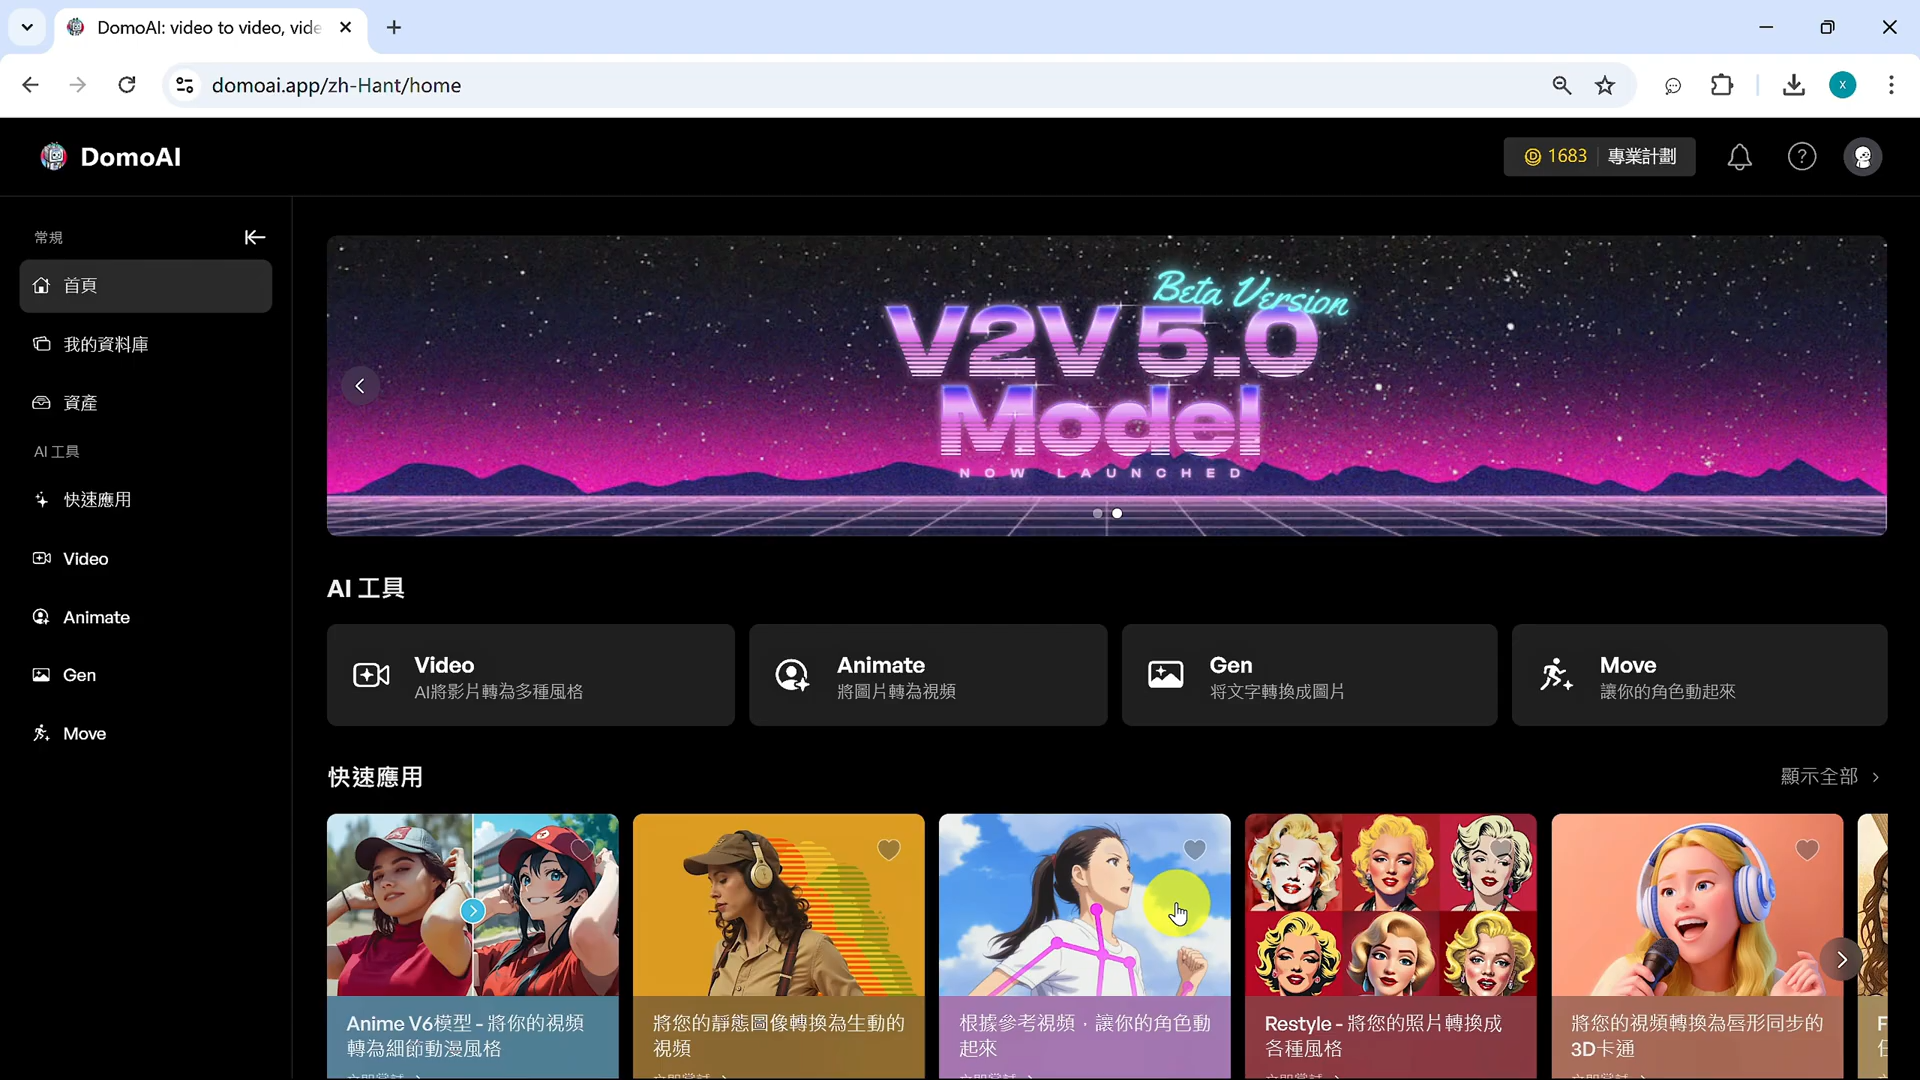 DomoAI: video to video, vide
domoai.app/zh-Hant/home
X
DomoAI
1683 專業計劃
常規
首頁
我的資料庫
資產
AI 工具
快速應用
Video
Animate
Gen
Move
Beta Version
V2V 5.0
Model
NOW LAUNCHED
AI 工具
Video
AI將影片轉為多種風格
Animate
將圖片轉為視頻
Gen
将文字轉換成圖片
Move
讓你的角色動起來
快速應用
顯示全部
Anime V6模型 - 將你的視頻
轉為細節動漫風格
將您的靜態圖像轉換為生動的
視頻
根據參考視頻，讓你的角色動
起來
Restyle - 將您的照片轉換成
各種風格
將您的視頻轉換為唇形同步的
3D卡通